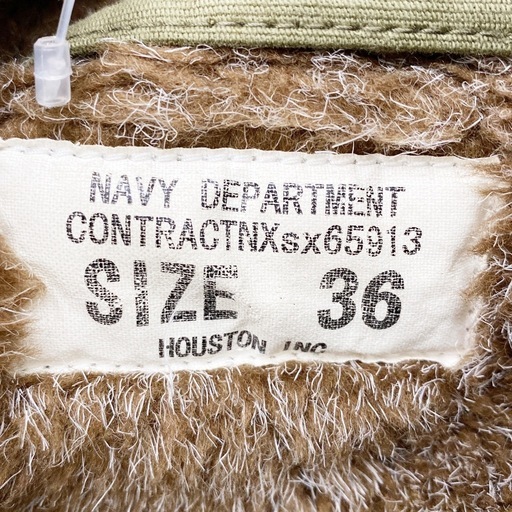 NAVY DEPARTMENT
CONTRACTNXsx65913
SIZE 36
HOUSTON INC